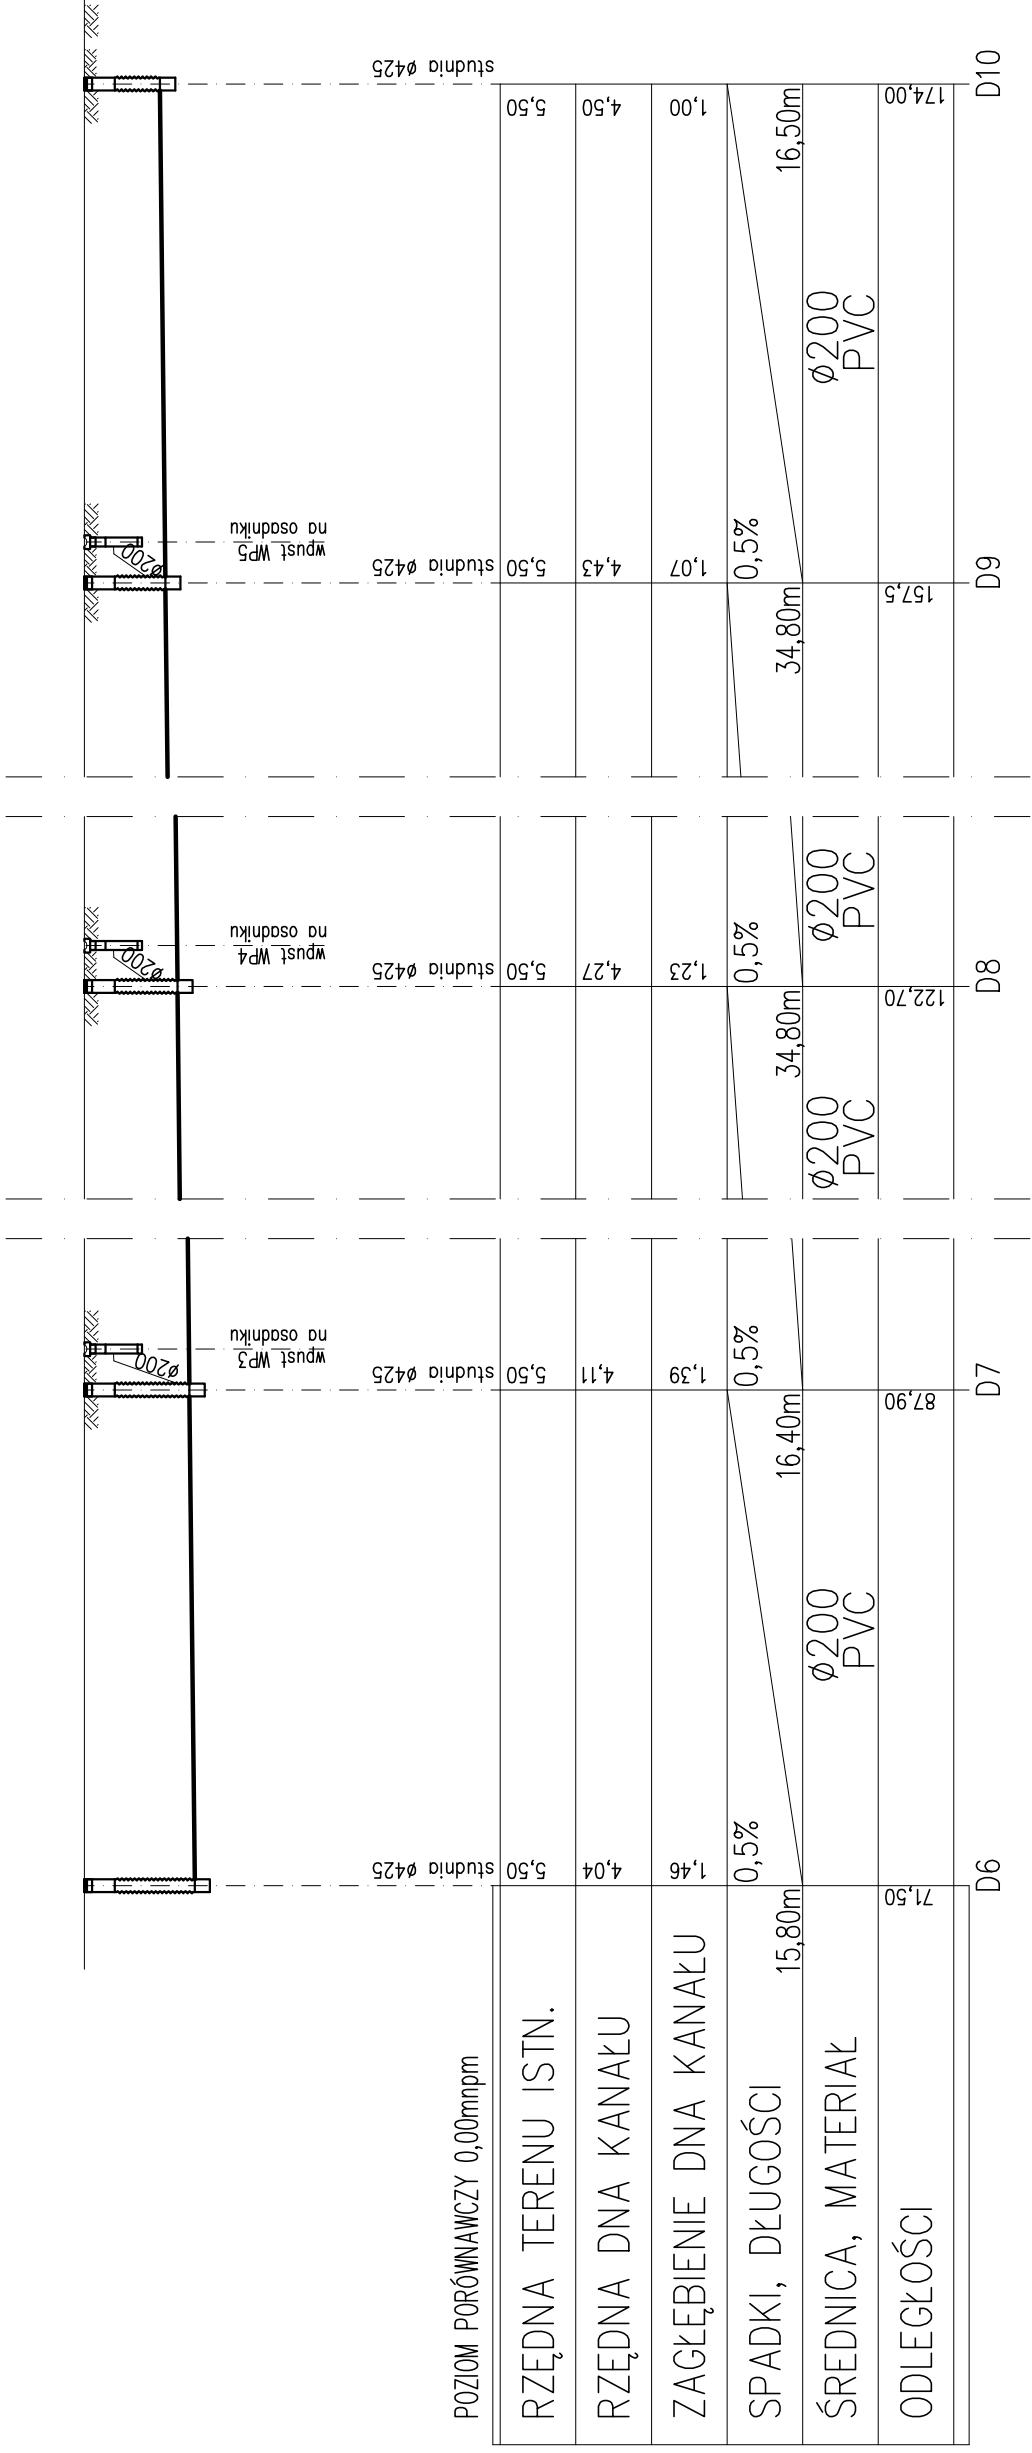 POZIOM PORÓWNAWCZY 0,00mnpm
studnia ø425
studnia ø425
wpust WP3
na osadniku
ø200
studnia ø425
wpust WP4
na osadniku
ø200
studnia ø425
wpust WP5
na osadniku
ø200
studnia ø425
RZĘDNA TERENU ISTN.
5,50
5,50
5,50
5,50
5,50
RZĘDNA DNA KANAŁU
4,04
4,11
4,27
4,43
4,50
ZAGŁĘBIENIE DNA KANAŁU
1,46
1,39
1,23
1,07
1,00
SPADKI, DŁUGOŚCI
15,80m
0,5%
16,40m
0,5%
34,80m
0,5%
34,80m
0,5%
16,50m
ŚREDNICA, MATERIAŁ
ø200
PVC
ø200
PVC
ø200
PVC
ø200
PVC
ODLEGŁOŚCI
71,50
87,90
122,70
157,5
174,00
D6
D7
D8
D9
D10